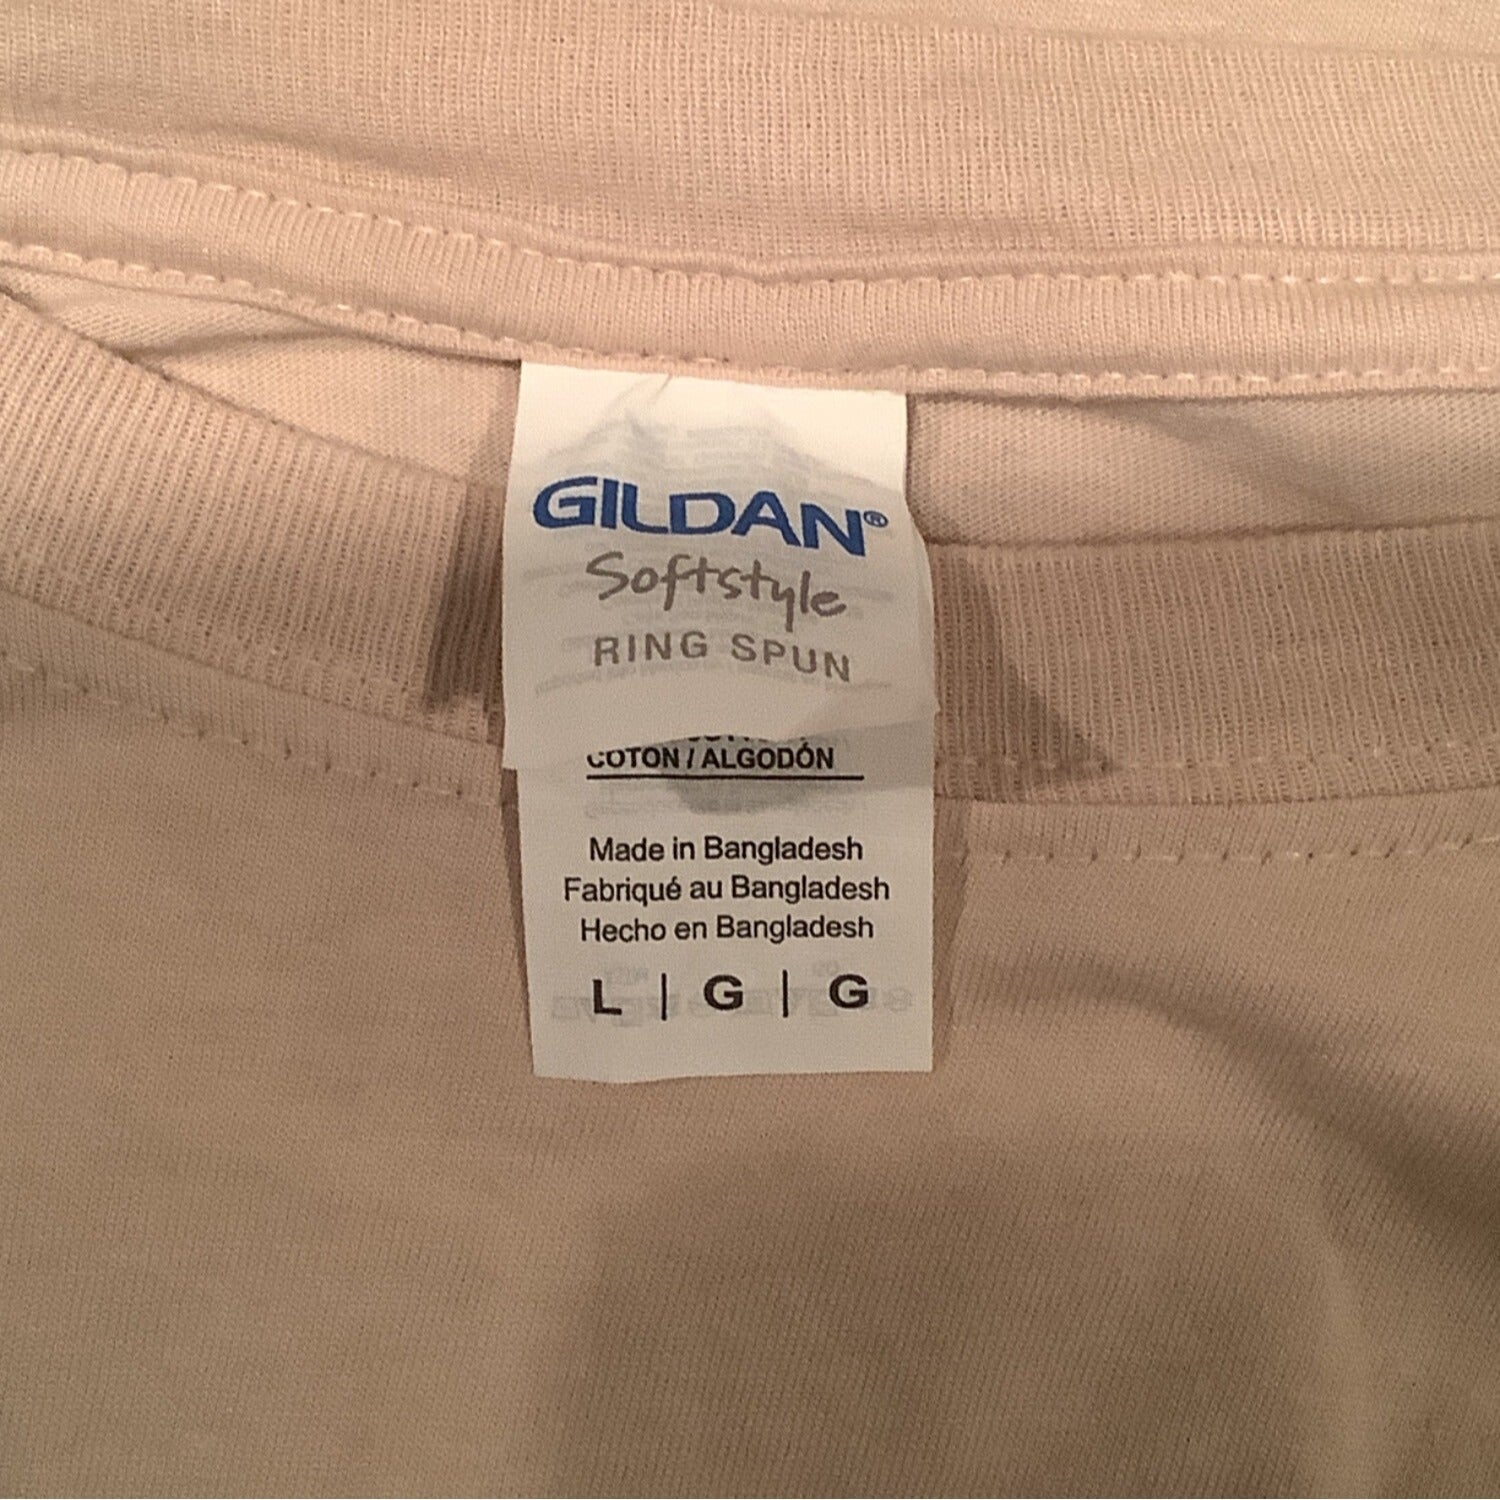 GILDAN®
Softstyle
RING SPUN
COTON / ALGODÓN
Made in Bangladesh
Fabriqué au Bangladesh
Hecho en Bangladesh
L | G | G